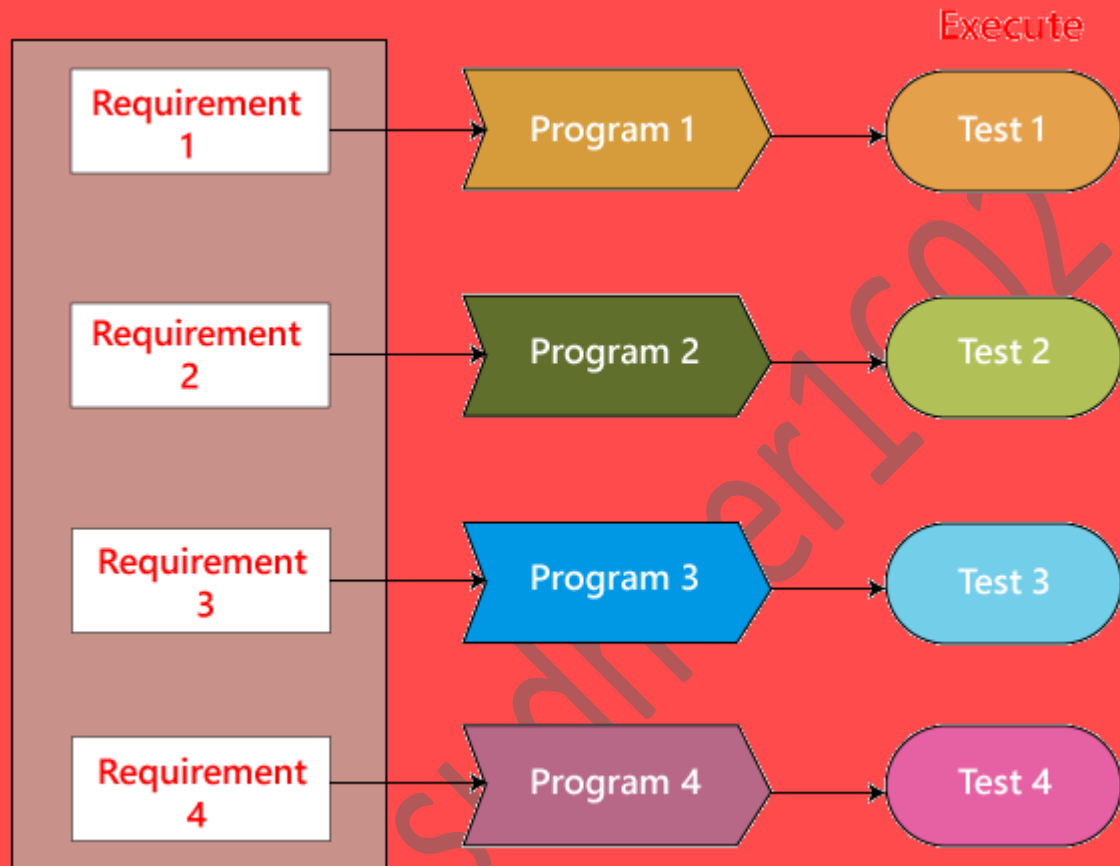 Execute
Requirement
1
Program 1
Test 1
Requirement
2
Program 2
Test 2
Requirement
3
Program 3
Test 3
Requirement
4
Program 4
Test 4